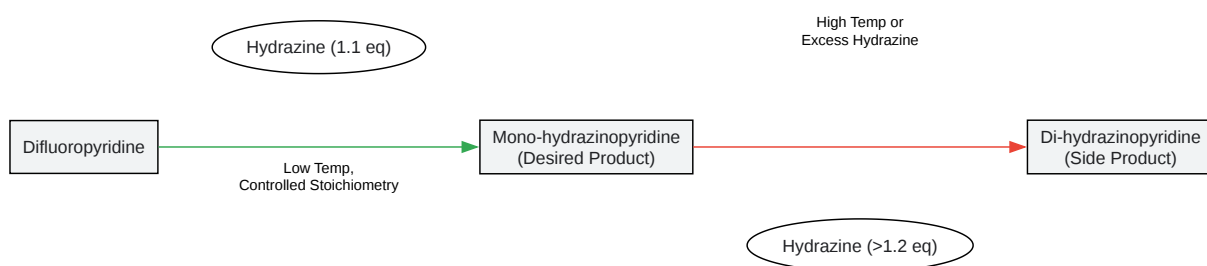 Hydrazine (1.1 eq)
High Temp or
Excess Hydrazine
Difluoropyridine
Low Temp,
Controlled Stoichiometry
Mono-hydrazinopyridine
(Desired Product)
Di-hydrazinopyridine
(Side Product)
Hydrazine (>1.2 eq)